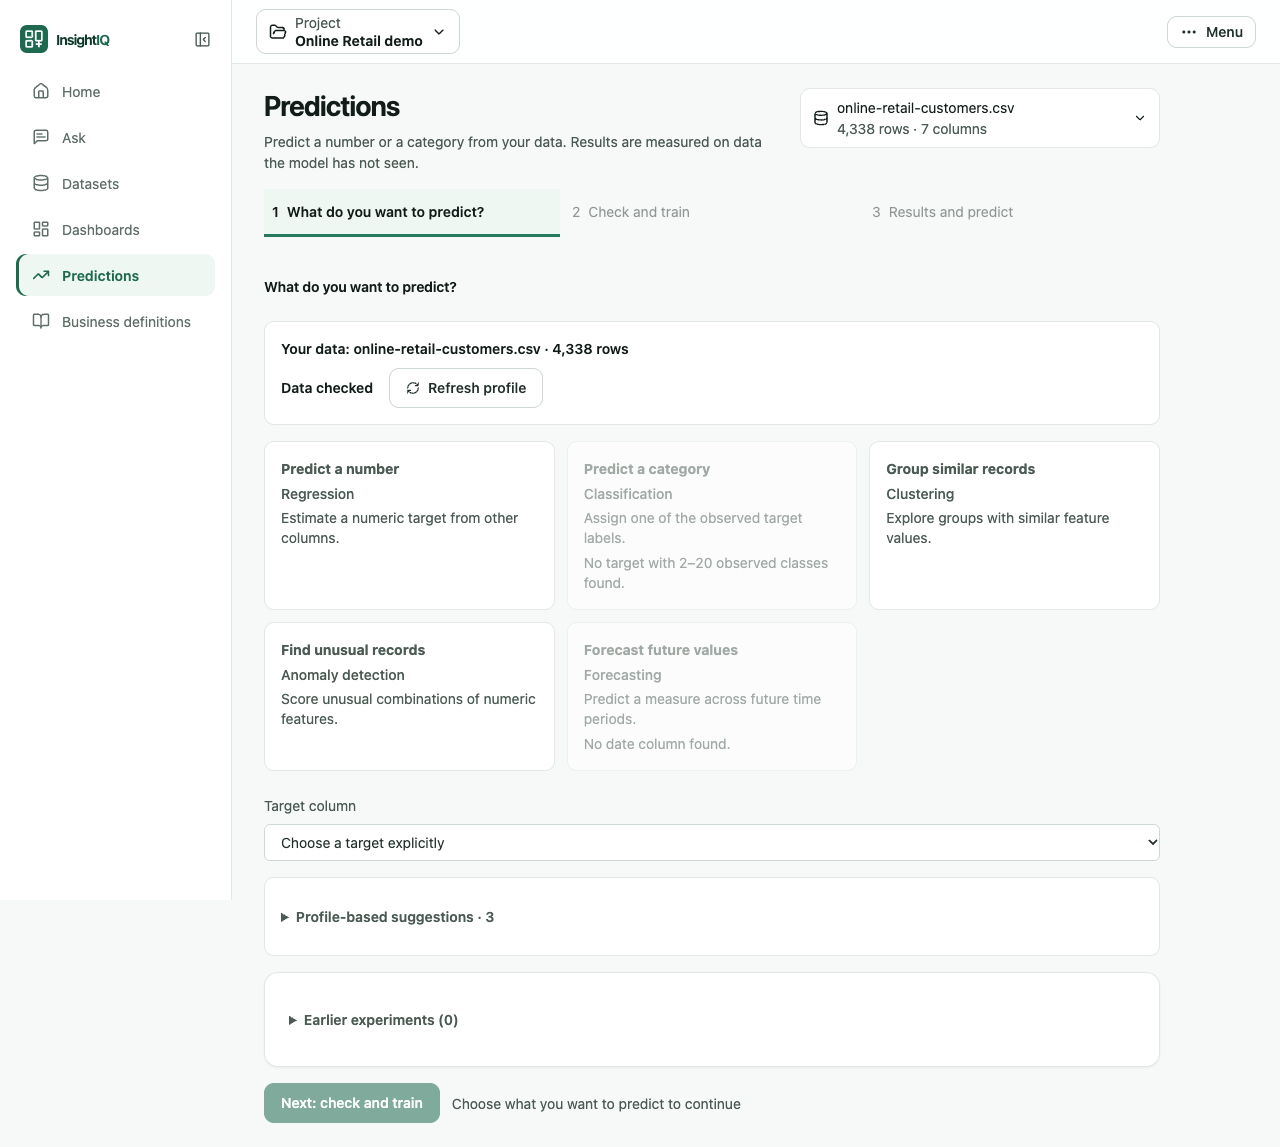 InsightIQ
Home
Ask
Datasets
Dashboards
Predictions
Business definitions
Project
Online Retail demo
Menu
Predictions
Predict a number or a category from your data. Results are measured on data
the model has not seen.
online-retail-customers.csv
4,338 rows · 7 columns
1 What do you want to predict?
2 Check and train
3 Results and predict
What do you want to predict?
Your data: online-retail-customers.csv · 4,338 rows
Data checked
Refresh profile
Predict a number
Regression
Estimate a numeric target from other
columns.
Predict a category
Classification
Assign one of the observed target
labels.
No target with 2–20 observed classes
found.
Group similar records
Clustering
Explore groups with similar feature
values.
Find unusual records
Anomaly detection
Score unusual combinations of numeric
features.
Forecast future values
Forecasting
Predict a measure across future time
periods.
No date column found.
Target column
Choose a target explicitly
Profile-based suggestions · 3
Earlier experiments (0)
Next: check and train
Choose what you want to predict to continue